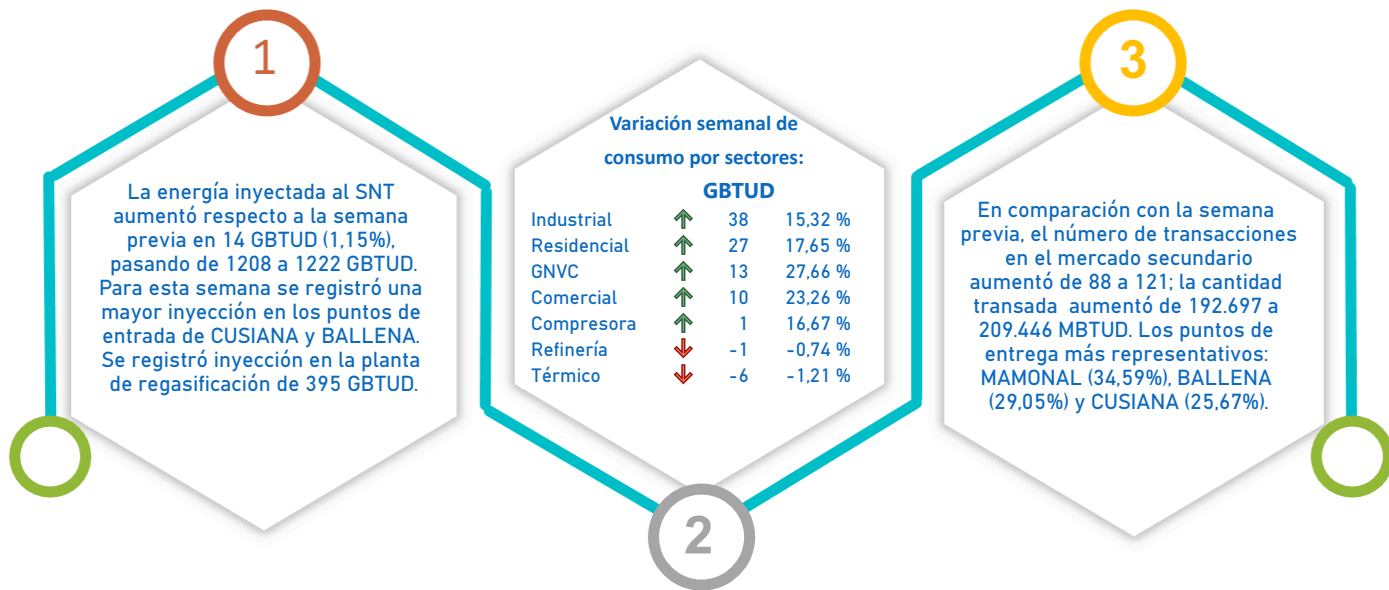 1
La energía inyectada al SNT
aumentó respecto a la semana
previa en 14 GBTUD (1,15%),
pasando de 1208 a 1222 GBTUD.
Para esta semana se registró una
mayor inyección en los puntos de
entrada de CUSIANA y BALLENA.
Se registró inyección en la planta
de regasificación de 395 GBTUD.
Variación semanal de
consumo por sectores:
GBTUD
Industrial 38 15,32 %
Residencial 27 17,65 %
GNVC 13 27,66 %
Comercial 10 23,26 %
Compresora 1 16,67 %
Refinería -1 -0,74 %
Térmico -6 -1,21 %
2
3
En comparación con la semana
previa, el número de transacciones
en el mercado secundario
aumentó de 88 a 121; la cantidad
transada aumentó de 192.697 a
209.446 MBTUD. Los puntos de
entrega más representativos:
MAMONAL (34,59%), BALLENA
(29,05%) y CUSIANA (25,67%).